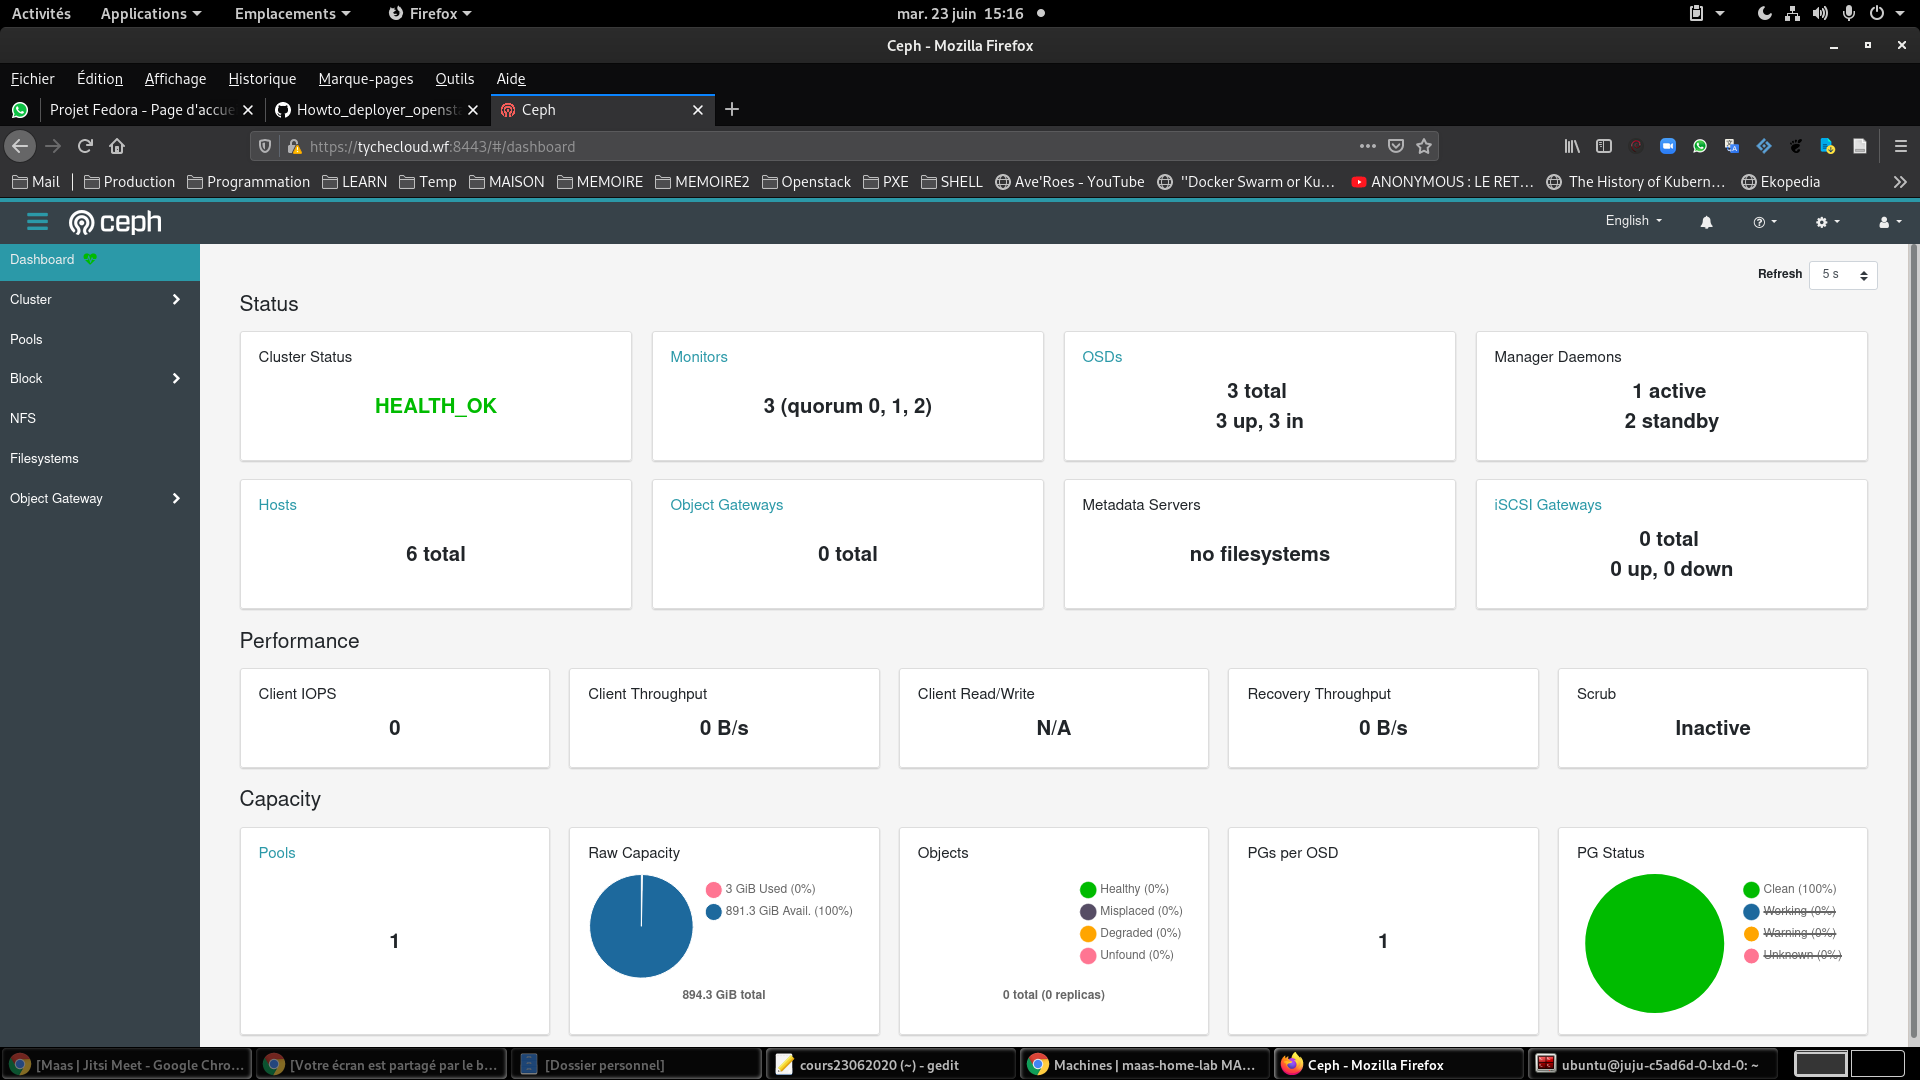 Activités Applications Emplacements Firefox mar. 23 juin 15:16
Ceph - Mozilla Firefox
Fichier Édition Affichage Historique Marque-pages Outils Aide
Projet Fedora - Page d'accue Howto_deployer_opensta Ceph
https://tychecloud.wf:8443/#/dashboard
Mail Production Programmation LEARN Temp MAISON MEMOIRE MEMOIRE2 Openstack PXE SHELL Ave'Roes - YouTube "Docker Swarm or Ku... ANONYMOUS : LE RET... The History of Kubern... Ekopedia
ceph English
Dashboard
Cluster
Pools
Block
NFS
Filesystems
Object Gateway
Refresh 5 s
Status
Cluster Status
HEALTH_OK
Monitors
3 (quorum 0, 1, 2)
OSDs
3 total
3 up, 3 in
Manager Daemons
1 active
2 standby
Hosts
6 total
Object Gateways
0 total
Metadata Servers
no filesystems
iSCSI Gateways
0 total
0 up, 0 down
Performance
Client IOPS
0
Client Throughput
0 B/s
Client Read/Write
N/A
Recovery Throughput
0 B/s
Scrub
Inactive
Capacity
Pools
1
Raw Capacity
3 GiB Used (0%)
891.3 GiB Avail. (100%)
894.3 GiB total
Objects
Healthy (0%)
Misplaced (0%)
Degraded (0%)
Unfound (0%)
0 total (0 replicas)
PGs per OSD
1
PG Status
Clean (100%)
Working (0%)
Warning (0%)
Unknown (0%)
[Maas | Jitsi Meet - Google Chro... [Votre écran est partagé par le b... [Dossier personnel] cours23062020 (~) - gedit Machines | maas-home-lab MA... Ceph - Mozilla Firefox ubuntu@juju-c5ad6d-0-lxd-0: ~